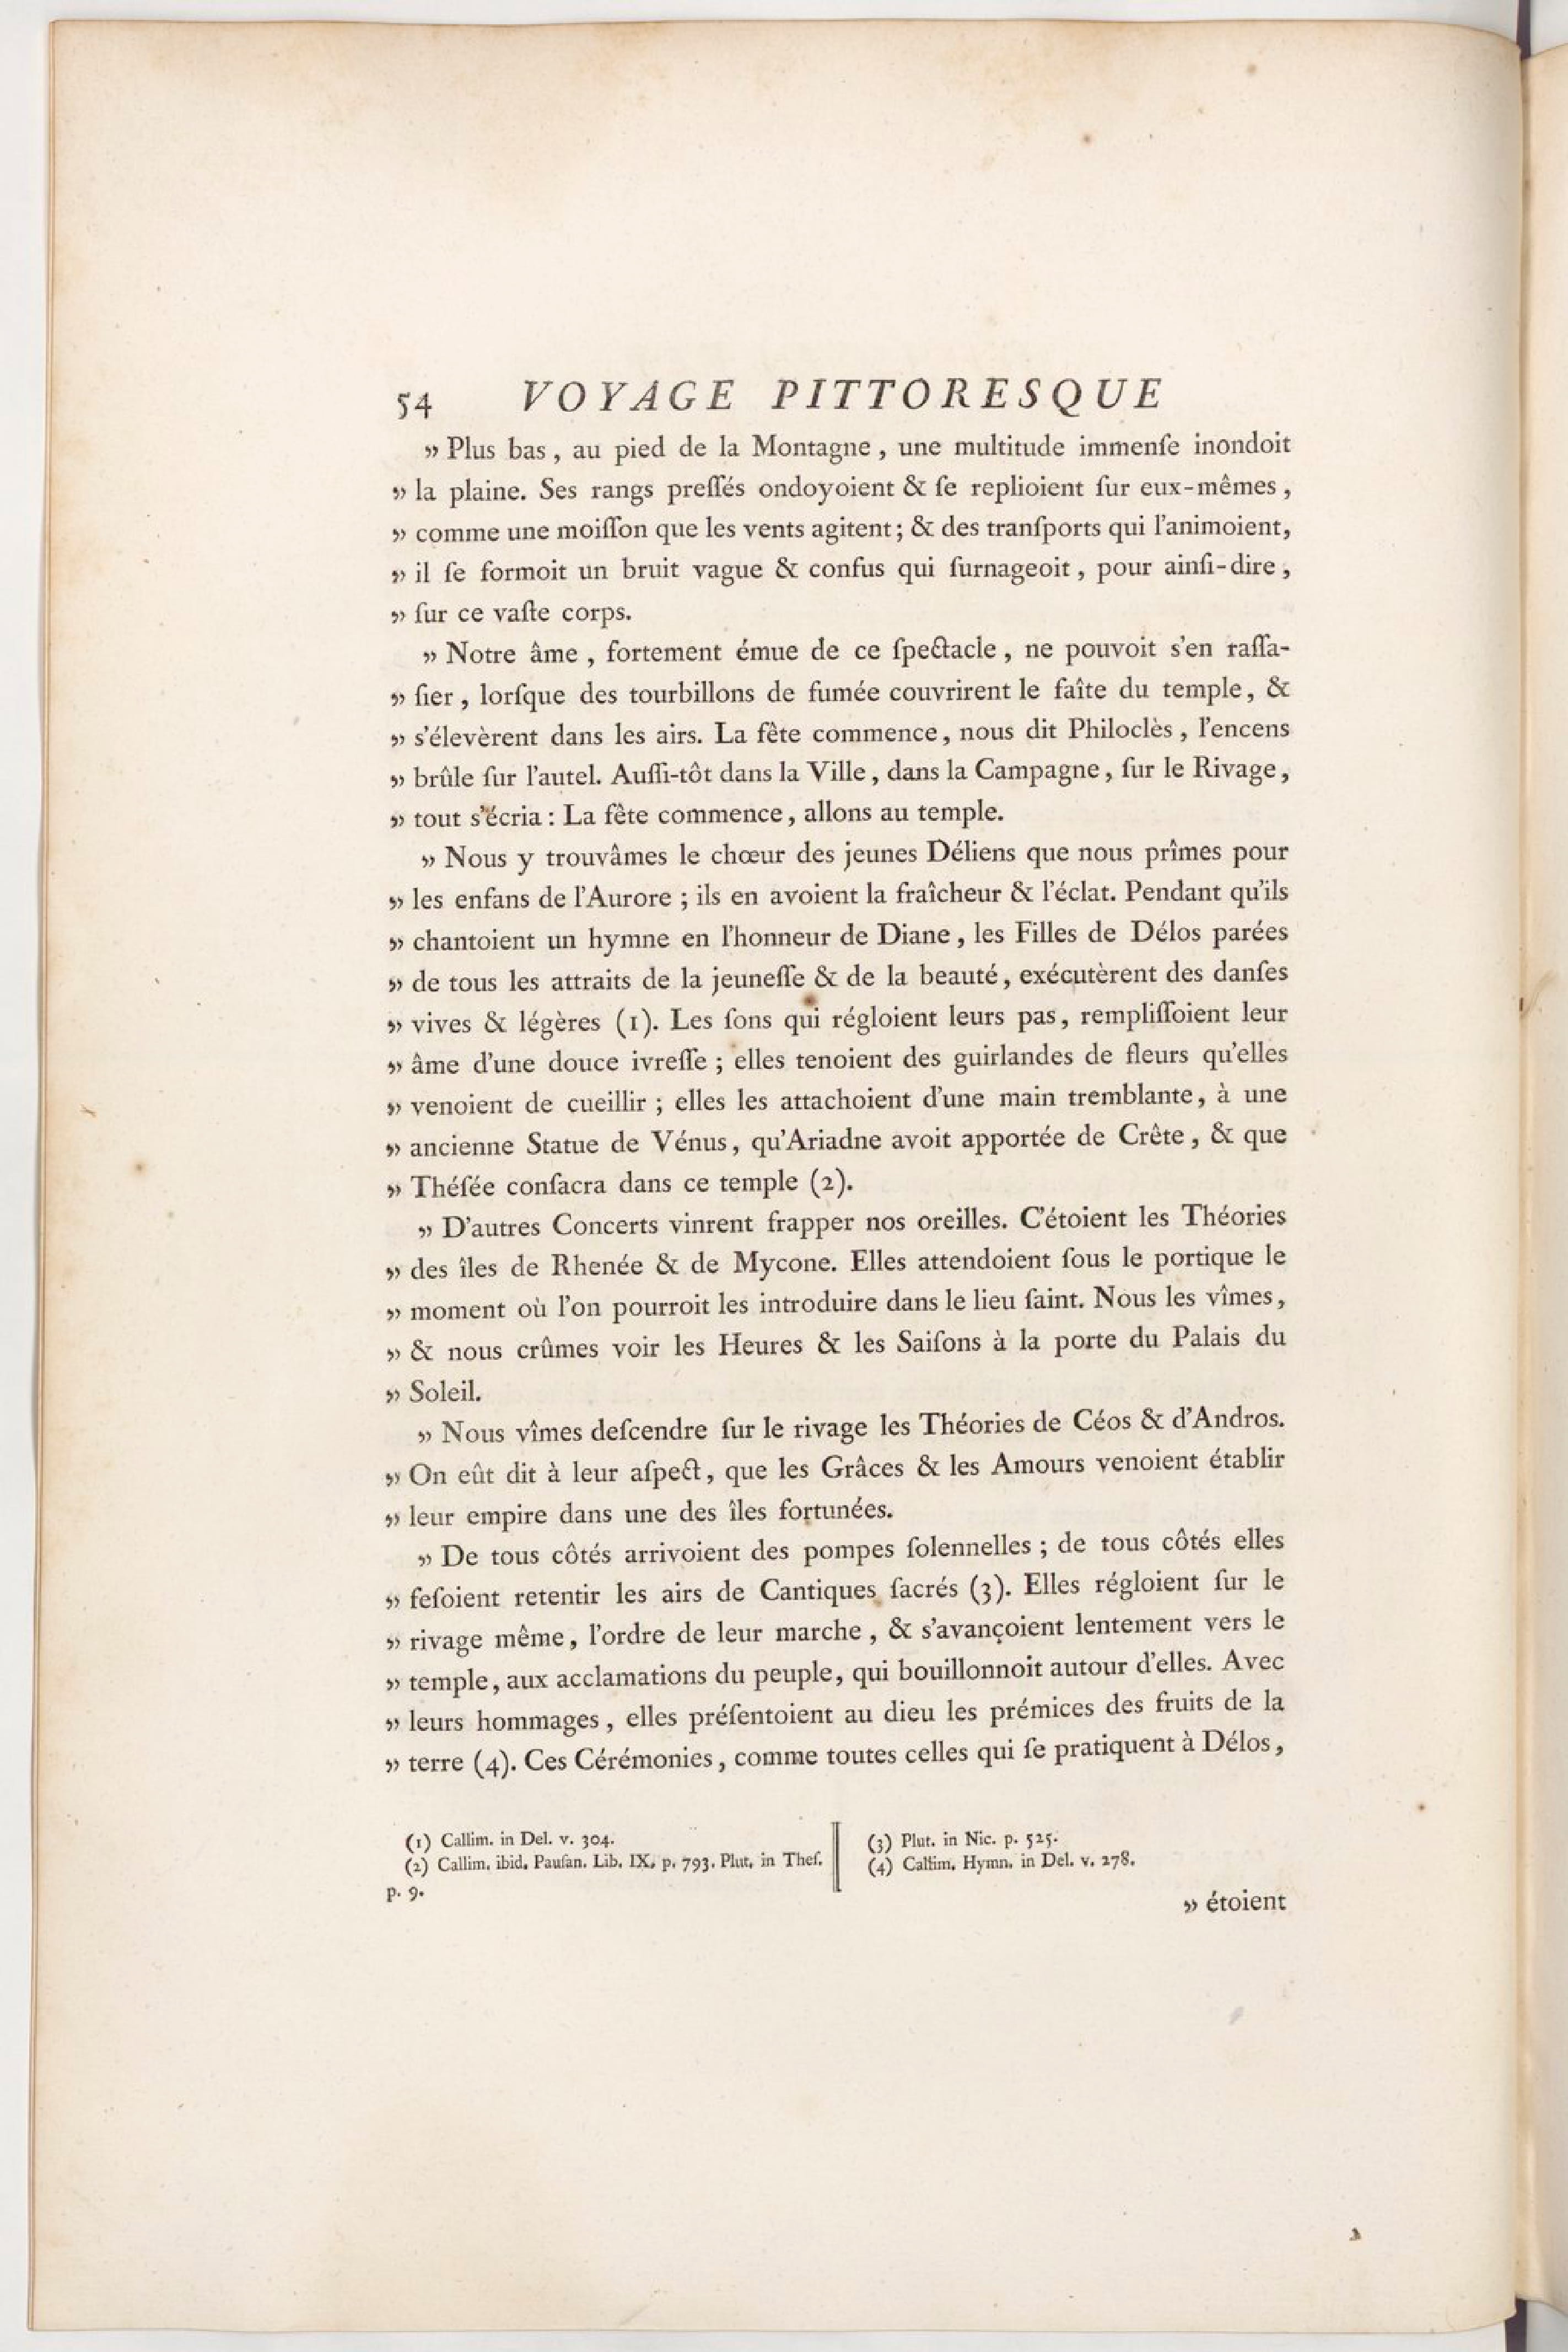 54 VOYAGE PITTORESQUE
» Plus bas, au pied de la Montagne, une multitude immenſe inondoit
» la plaine. Ses rangs preſſés ondoyoient & ſe replioient ſur eux-mêmes,
» comme une moiſſon que les vents agitent; & des tranſports qui l'animoient,
» il ſe formoit un bruit vague & confus qui ſurnageoit, pour ainſi-dire,
» ſur ce vaſte corps.
» Notre âme, fortement émue de ce ſpectacle, ne pouvoit s'en raſſa-
» ſier, lorſque des tourbillons de fumée couvrirent le faîte du temple, &
» s'élevèrent dans les airs. La fête commence, nous dit Philoclès, l'encens
» brûle ſur l'autel. Auſſi-tôt dans la Ville, dans la Campagne, ſur le Rivage,
» tout s'écria : La fête commence, allons au temple.
» Nous y trouvâmes le chœur des jeunes Déliens que nous prîmes pour
» les enfans de l'Aurore ; ils en avoient la fraîcheur & l'éclat. Pendant qu'ils
» chantoient un hymne en l'honneur de Diane, les Filles de Délos parées
» de tous les attraits de la jeuneſſe & de la beauté, exécutèrent des danſes
» vives & légères (1). Les ſons qui régloient leurs pas, rempliſſoient leur
» âme d'une douce ivreſſe ; elles tenoient des guirlandes de fleurs qu'elles
» venoient de cueillir ; elles les attachoient d'une main tremblante, à une
» ancienne Statue de Vénus, qu'Ariadne avoit apportée de Crête, & que
» Théſée conſacra dans ce temple (2).
» D'autres Concerts vinrent frapper nos oreilles. C'étoient les Théories
» des îles de Rhenée & de Mycone. Elles attendoient ſous le portique le
» moment où l'on pourroit les introduire dans le lieu ſaint. Nous les vîmes,
» & nous crûmes voir les Heures & les Saiſons à la porte du Palais du
» Soleil.
» Nous vîmes deſcendre ſur le rivage les Théories de Céos & d'Andros.
» On eût dit à leur aſpect, que les Grâces & les Amours venoient établir
» leur empire dans une des îles fortunées.
» De tous côtés arrivoient des pompes ſolennelles ; de tous côtés elles
» feſoient retentir les airs de Cantiques ſacrés (3). Elles régloient ſur le
» rivage même, l'ordre de leur marche, & s'avançoient lentement vers le
» temple, aux acclamations du peuple, qui bouillonnoit autour d'elles. Avec
» leurs hommages, elles préſentoient au dieu les prémices des fruits de la
» terre (4). Ces Cérémonies, comme toutes celles qui ſe pratiquent à Délos,
(1) Callim. in Del. v. 304.
(2) Callim. ibid. Pauſan. Lib. IX, p. 793. Plut. in Theſ.
p. 9.
(3) Plut. in Nic. p. 525.
(4) Callim. Hymn. in Del. v. 278.
» étoient